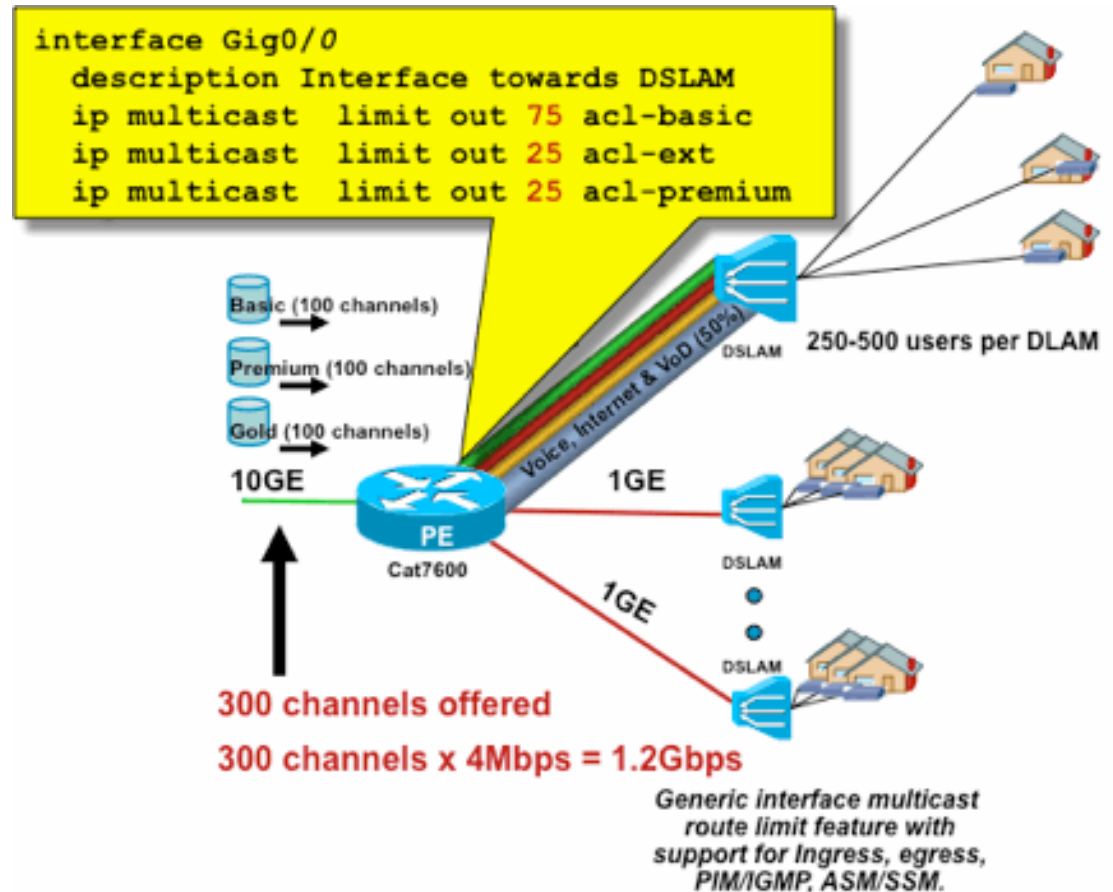 interface Gig0/0
description Interface towards DSLAM
ip multicast limit out 75 acl-basic
ip multicast limit out 25 acl-ext
ip multicast limit out 25 acl-premium
Basic (100 channels)
Premium (100 channels)
Gold (100 channels)
10GE
PE
Cat7600
Voice, Internet & VoD (50%)
DSLAM
250-500 users per DLAM
1GE
DSLAM
1GE
DSLAM
300 channels offered
300 channels x 4Mbps = 1.2Gbps
Generic interface multicast
route limit feature with
support for Ingress, egress,
PIM/IGMP, ASM/SSM.